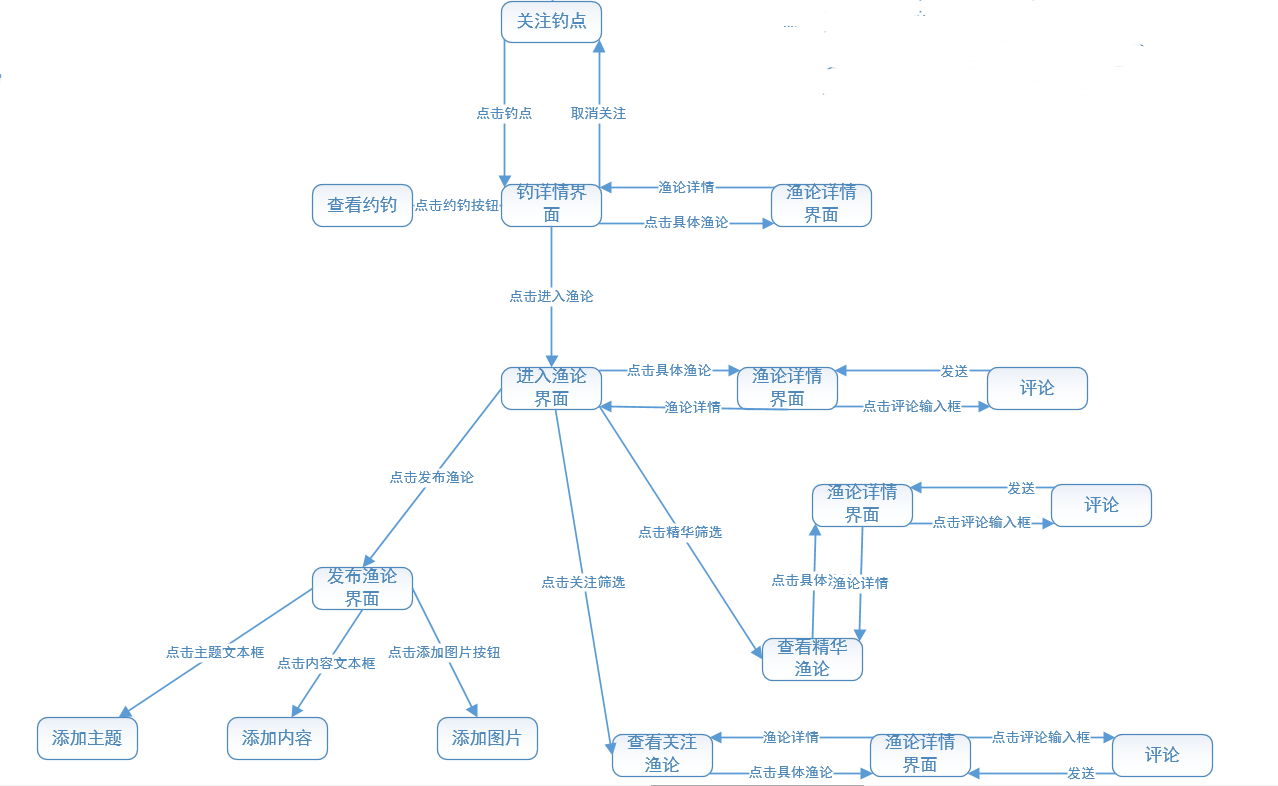 关注钓点
点击钓点
取消关注
查看约钓
点击约钓按钮
钓详情界
面
渔论详情
点击具体渔论
渔论详情
界面
点击进入渔论
进入渔论
界面
点击具体渔论
渔论详情
渔论详情
界面
发送
点击评论输入框
评论
点击发布渔论
点击关注筛选
点击精华筛选
渔论详情
界面
发送
点击评论输入框
评论
点击具体
渔论详情
查看精华
渔论
发布渔论
界面
点击主题文本框
点击内容文本框
点击添加图片按钮
添加主题
添加内容
添加图片
查看关注
渔论
渔论详情
点击具体渔论
渔论详情
界面
点击评论输入框
发送
评论